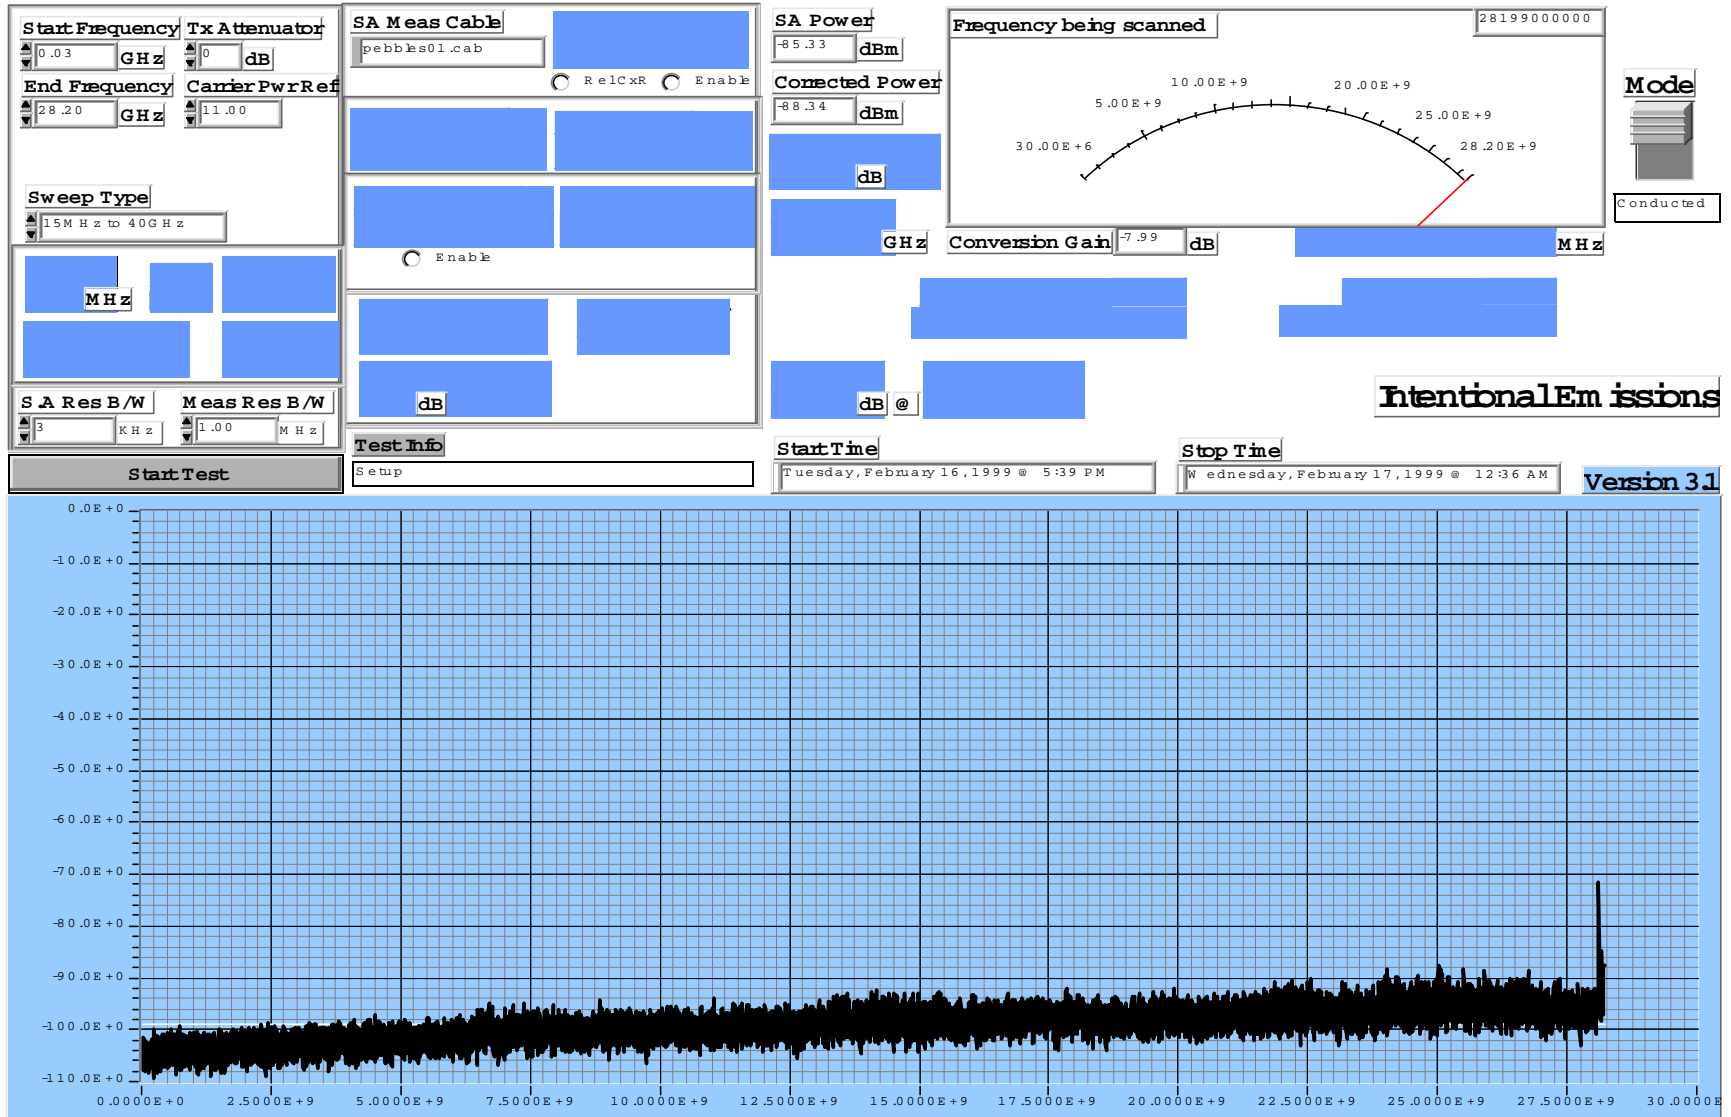 Start Frequency
0.03
GHz
Tx Attenuator
0
dB
End Frequency
28.20
GHz
Carrier Pwr Ref
11.00
Sweep Type
15MHz to 40GHz
MHz
S.A Res B/W
3
KHz
Meas Res B/W
1.00
MHz
Start Test
SA Meas Cable
pebbles01.cab
Rel CxR
Enable
Enable
dB
Test Info
Setup
SA Power
-85.33
dBm
Corrected Power
-88.34
dBm
dB
GHz
dB @
Frequency being scanned
28199000000
30.00E+6
5.00E+9
10.00E+9
20.00E+9
25.00E+9
28.20E+9
Conversion Gain
-7.99
dB
MHz
Mode
Conducted
Intentional Emissions
Start Time
Tuesday, February 16, 1999 @ 5:39 PM
Stop Time
Wednesday, February 17, 1999 @ 12:36 AM
Version 3.1
0.0E+0
-10.0E+0
-20.0E+0
-30.0E+0
-40.0E+0
-50.0E+0
-60.0E+0
-70.0E+0
-80.0E+0
-90.0E+0
-100.0E+0
-110.0E+0
0.0000E+0
2.5000E+9
5.0000E+9
7.5000E+9
10.0000E+9
12.5000E+9
15.0000E+9
17.5000E+9
20.0000E+9
22.5000E+9
25.0000E+9
27.5000E+9
30.0000E